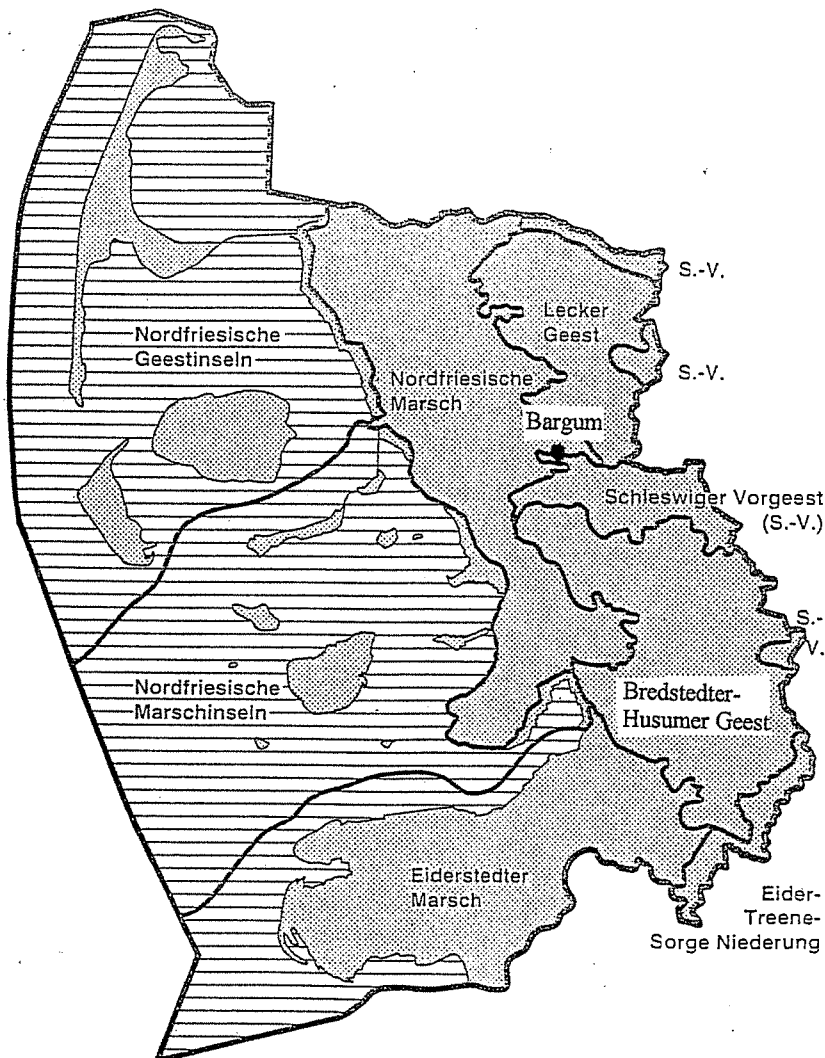 S.-V.
Lecker
Geest
Nordfriesische
Geestinseln
S.-V.
Nordfriesische
Marsch
Bargum
Schleswiger Vorgeest
(S.-V.)
S.-
V.
Nordfriesische
Marschinseln
Bredstedter-
Husumer Geest
Eiderstedter
Marsch
Eider-
Treene-
Sorge Niederung